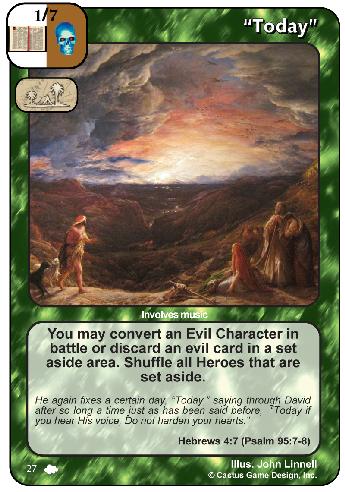 1/7
"Today"
Involves music
You may convert an Evil Character in
battle or discard an evil card in a set
aside area. Shuffle all Heroes that are
set aside.
He again fixes a certain day, "Today," saying through David
after so long a time just as has been said before, "Today if
you hear His voice, Do not harden your hearts."
Hebrews 4:7 (Psalm 95:7-8)
27
Illus. John Linnell
© Cactus Game Design, Inc.